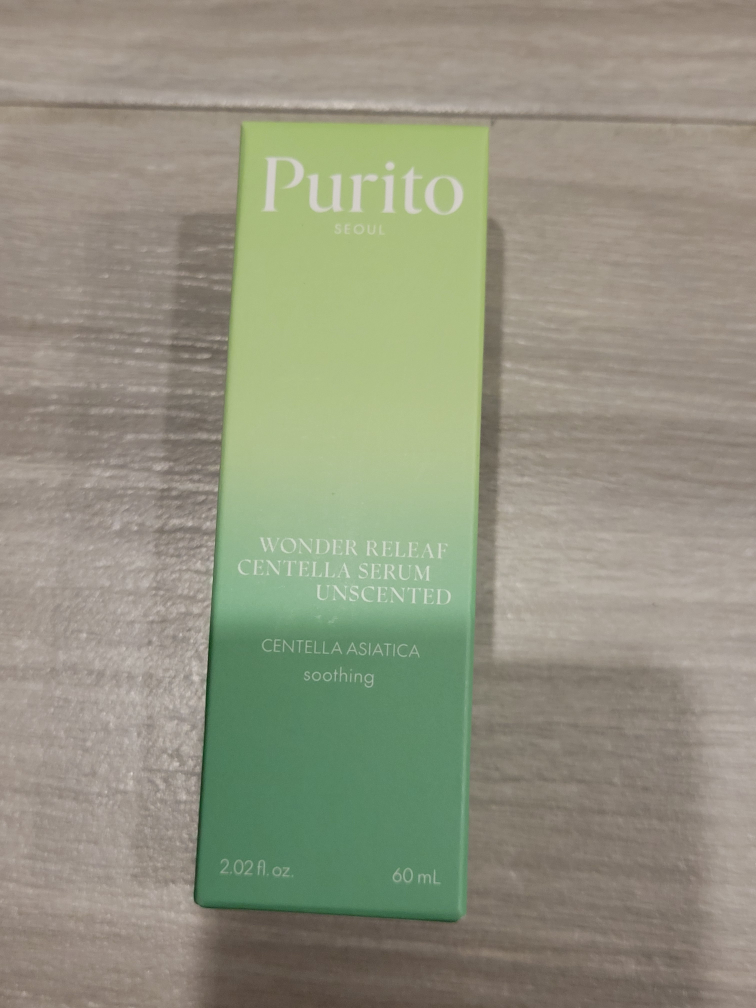 Purito
SEOUL
WONDER RELEAF
CENTELLA SERUM
UNSCENTED
CENTELLA ASIATICA
soothing
2.02 fl. oz. 60 mL